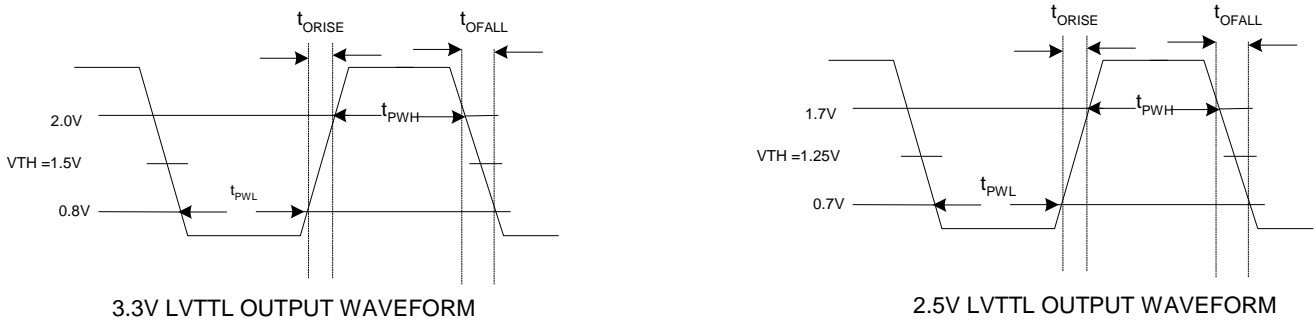 tORISE
tOFALL
2.0V
tPWH
VTH =1.5V
tPWL
0.8V
3.3V LVTTL OUTPUT WAVEFORM
tORISE
tOFALL
1.7V
tPWH
VTH =1.25V
tPWL
0.7V
2.5V LVTTL OUTPUT WAVEFORM